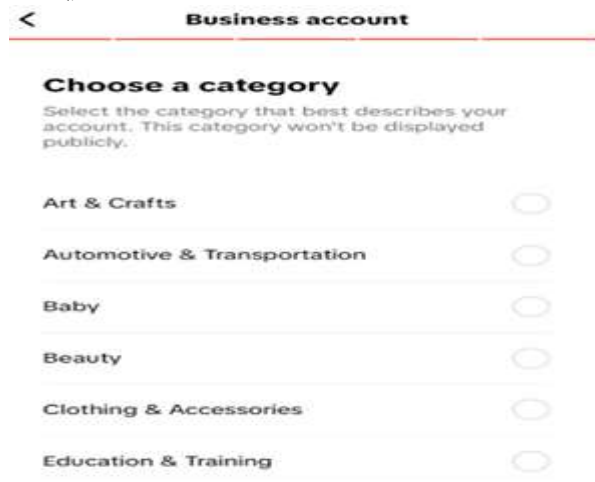 Business account
Choose a category
Select the category that best describes your
account. This category won't be displayed
publicly.
Art & Crafts
Automotive & Transportation
Baby
Beauty
Clothing & Accessories
Education & Training